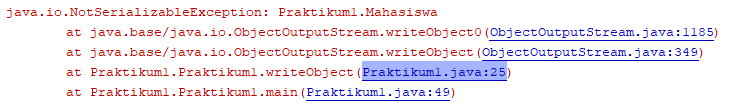 java.io.NotSerializableException: Praktikum1.Mahasiswa
at java.base/java.io.ObjectOutputStream.writeObject0(ObjectOutputStream.java:1185)
at java.base/java.io.ObjectOutputStream.writeObject(ObjectOutputStream.java:349)
at Praktikum1.Praktikum1.writeObject(Praktikum1.java:25)
at Praktikum1.Praktikum1.main(Praktikum1.java:49)